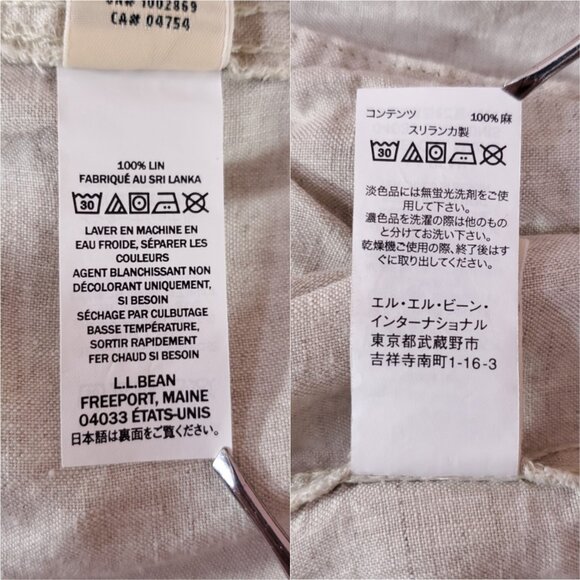 CA# 04754
100% LIN
FABRIQUÉ AU SRI LANKA
30
LAVER EN MACHINE EN
EAU FROIDE, SÉPARER LES
COULEURS
AGENT BLANCHISSANT NON
DÉCOLORANT UNIQUEMENT,
SI BESOIN
SÉCHAGE PAR CULBUTAGE
BASSE TEMPÉRATURE,
SORTIR RAPIDEMENT
FER CHAUD SI BESOIN
L.L.BEAN
FREEPORT, MAINE
04033 ÉTATS-UNIS
日本語は裏面をご覧ください。
コンテンツ 100% 麻
スリランカ製
30
淡色品には無蛍光洗剤をご使
用して下さい。
濃色品を洗濯の際は他のもの
と分けてお洗い下さい。
乾燥機ご使用の際、終了後はす
ぐに取り出してください。
エル・エル・ビーン・
インターナショナル
東京都武蔵野市
吉祥寺南町1-16-3